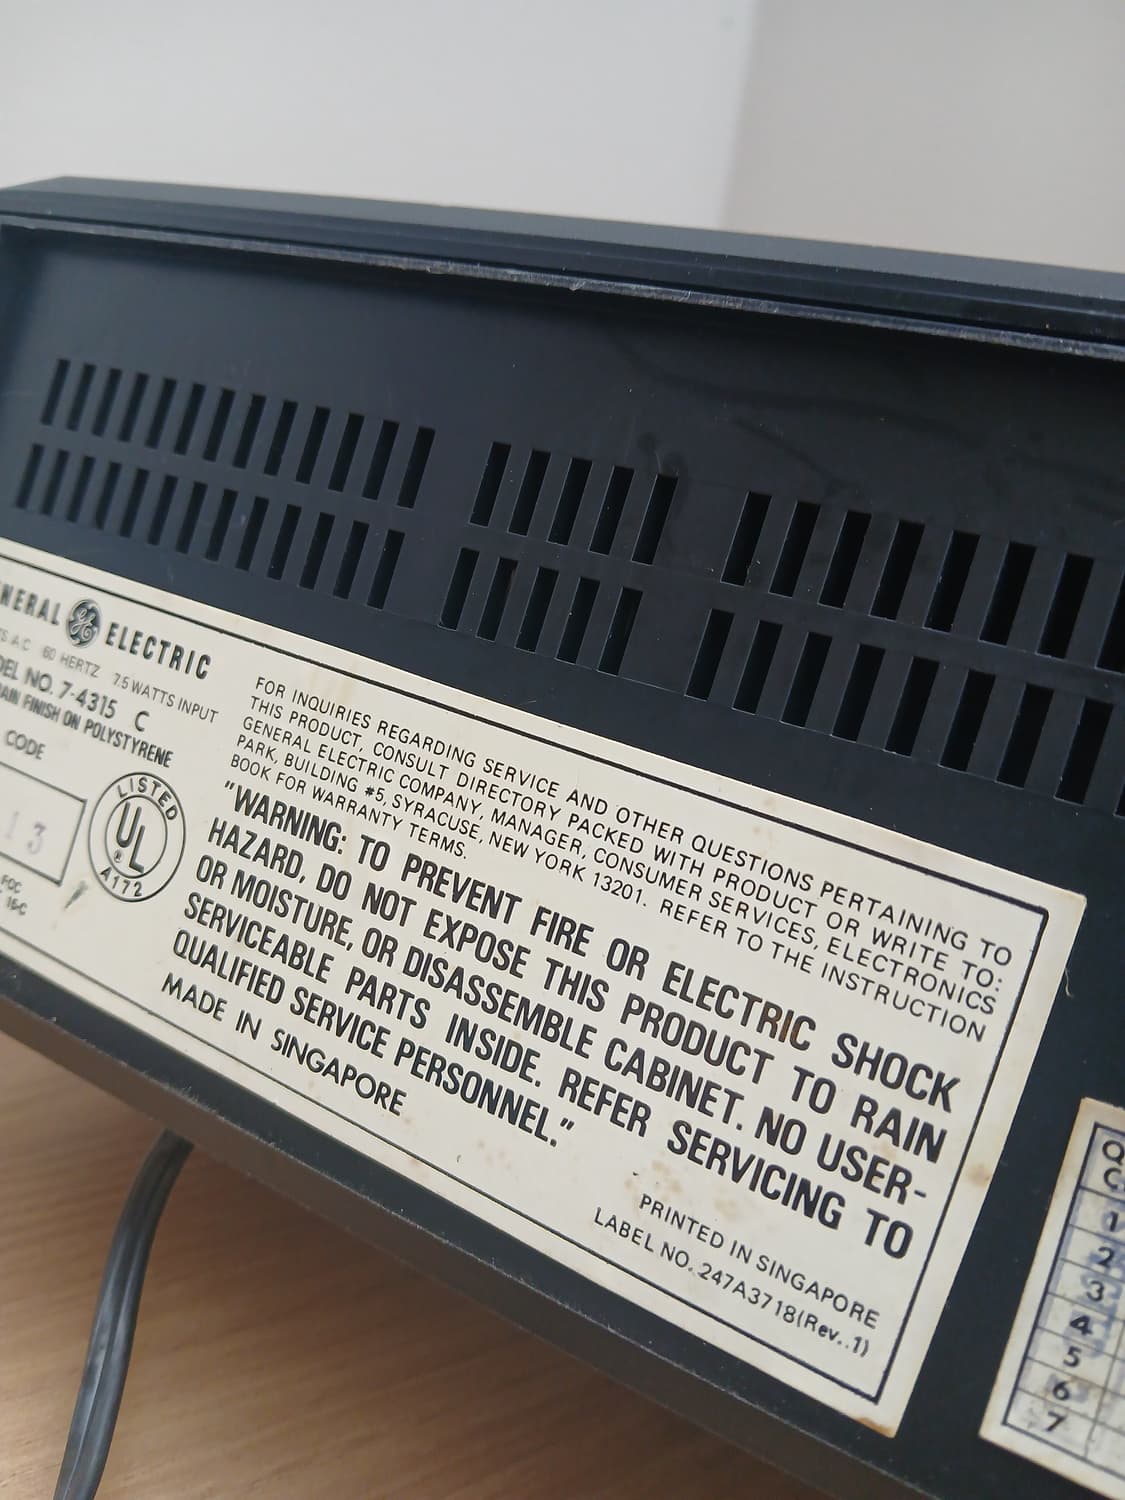 ELECTRIC
60 HERTZ 7.5 WATTS INPUT
NO. 7-4315 C
FINISH ON POLYSTYRENE
CODE
13
LISTED
UL
®
A172
FOR INQUIRIES REGARDING SERVICE AND OTHER QUESTIONS PERTAINING TO
THIS PRODUCT, CONSULT DIRECTORY PACKED WITH PRODUCT OR WRITE TO:
GENERAL ELECTRIC COMPANY, MANAGER, CONSUMER SERVICES, ELECTRONICS
PARK, BUILDING #5, SYRACUSE, NEW YORK 13201. REFER TO THE INSTRUCTION
BOOK FOR WARRANTY TERMS.
"WARNING: TO PREVENT FIRE OR ELECTRIC SHOCK
HAZARD, DO NOT EXPOSE THIS PRODUCT TO RAIN
OR MOISTURE, OR DISASSEMBLE CABINET. NO USER-
SERVICEABLE PARTS INSIDE. REFER SERVICING TO
QUALIFIED SERVICE PERSONNEL."
MADE IN SINGAPORE
PRINTED IN SINGAPORE
LABEL NO. 247A3718(Rev..1)
1
2
3
4
5
6
7